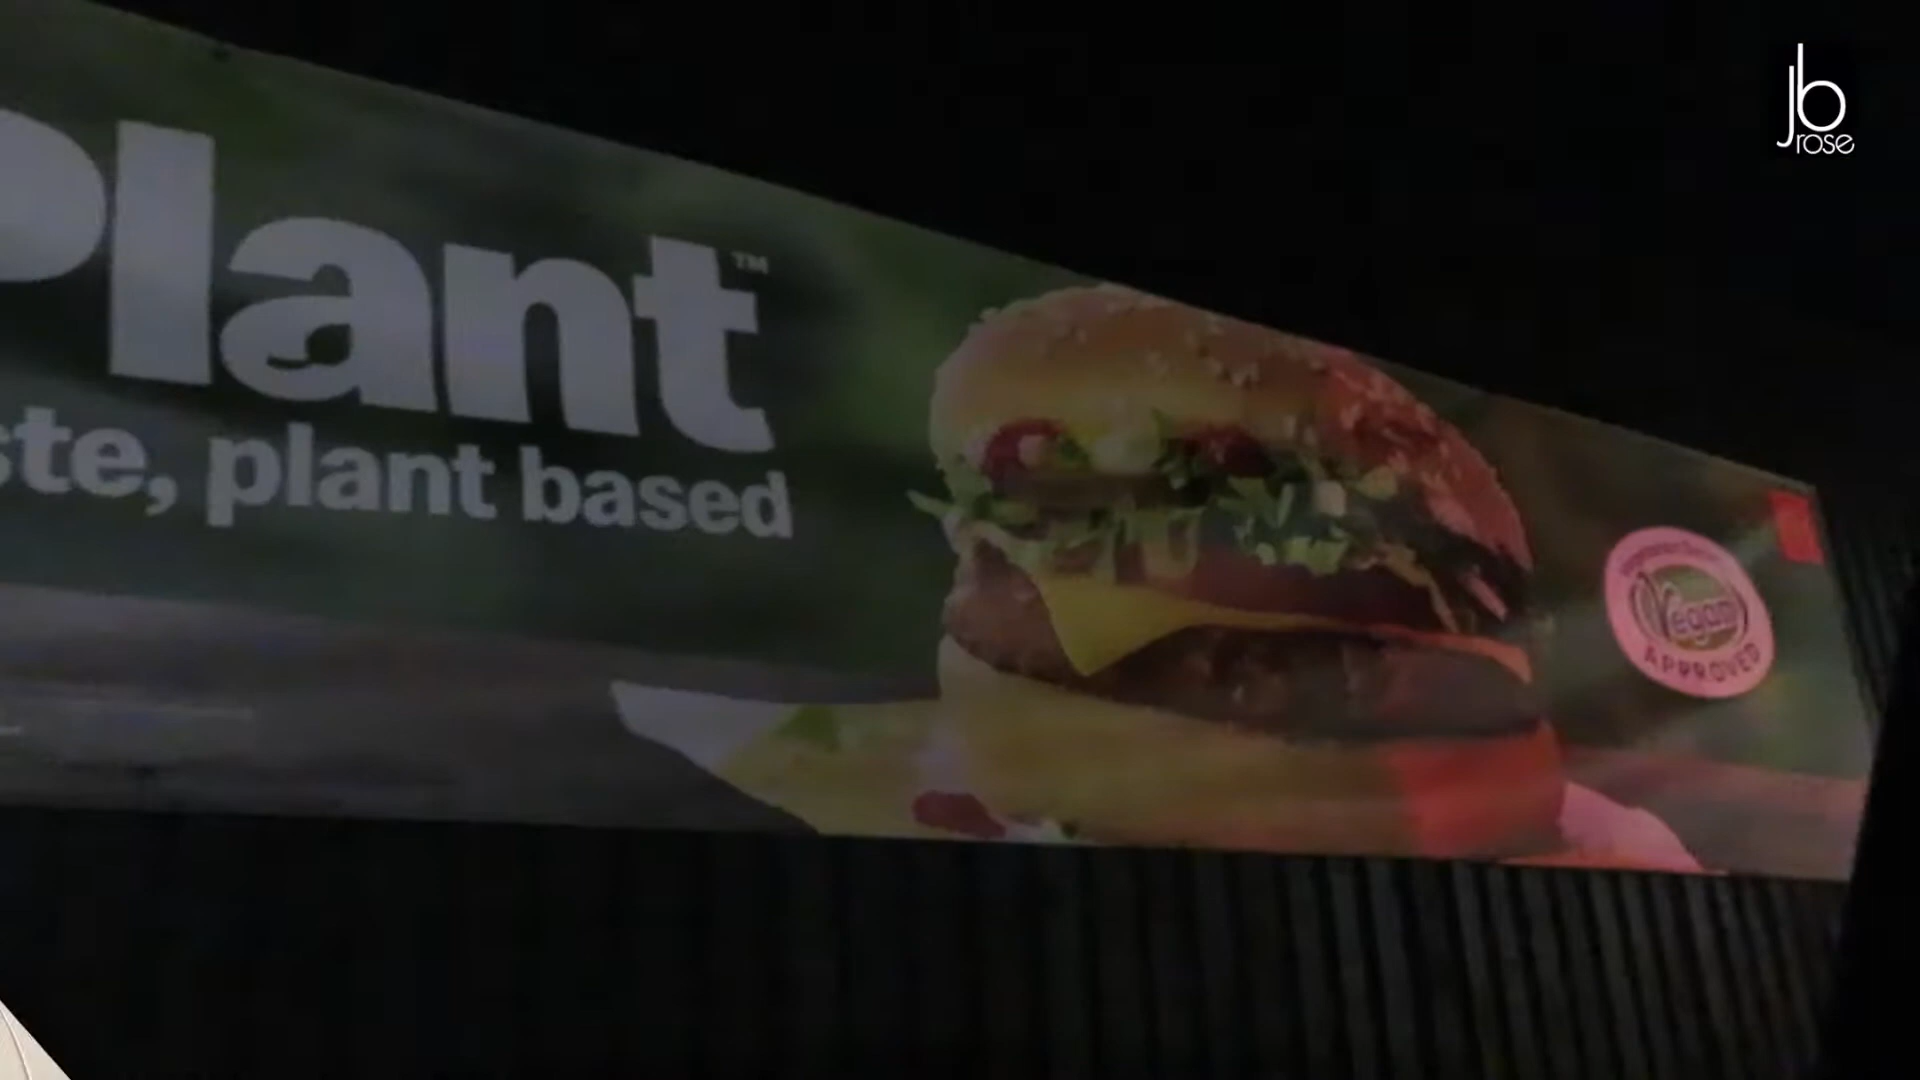 jb
rose
Plant™
ste, plant based
Vegan
APPROVED